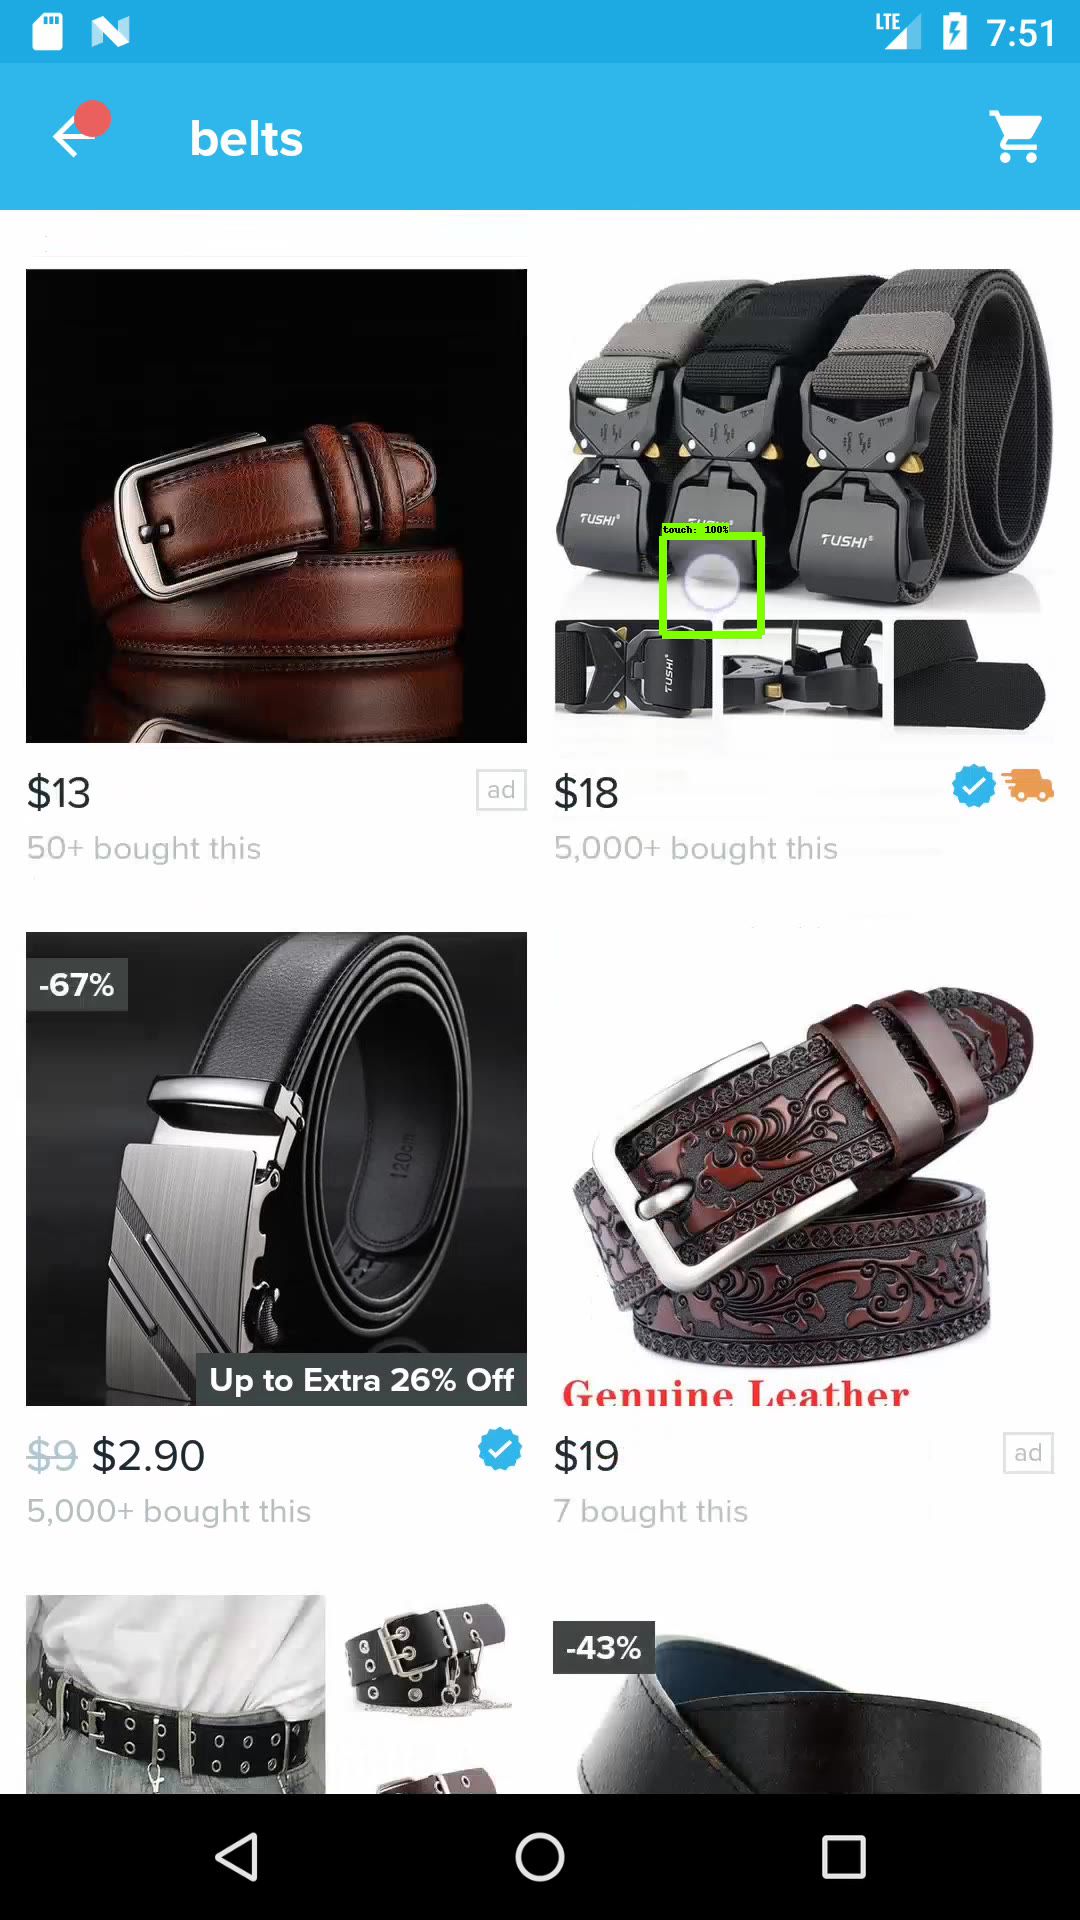 LTE 7:51
belts
TUSHI
TUSHI
touch: 100%
TUSHI
$13
ad
$18
50+ bought this
5,000+ bought this
-67%
120cm
Up to Extra 26% Off
Genuine Leather
$9 $2.90
$19
ad
5,000+ bought this
7 bought this
-43%